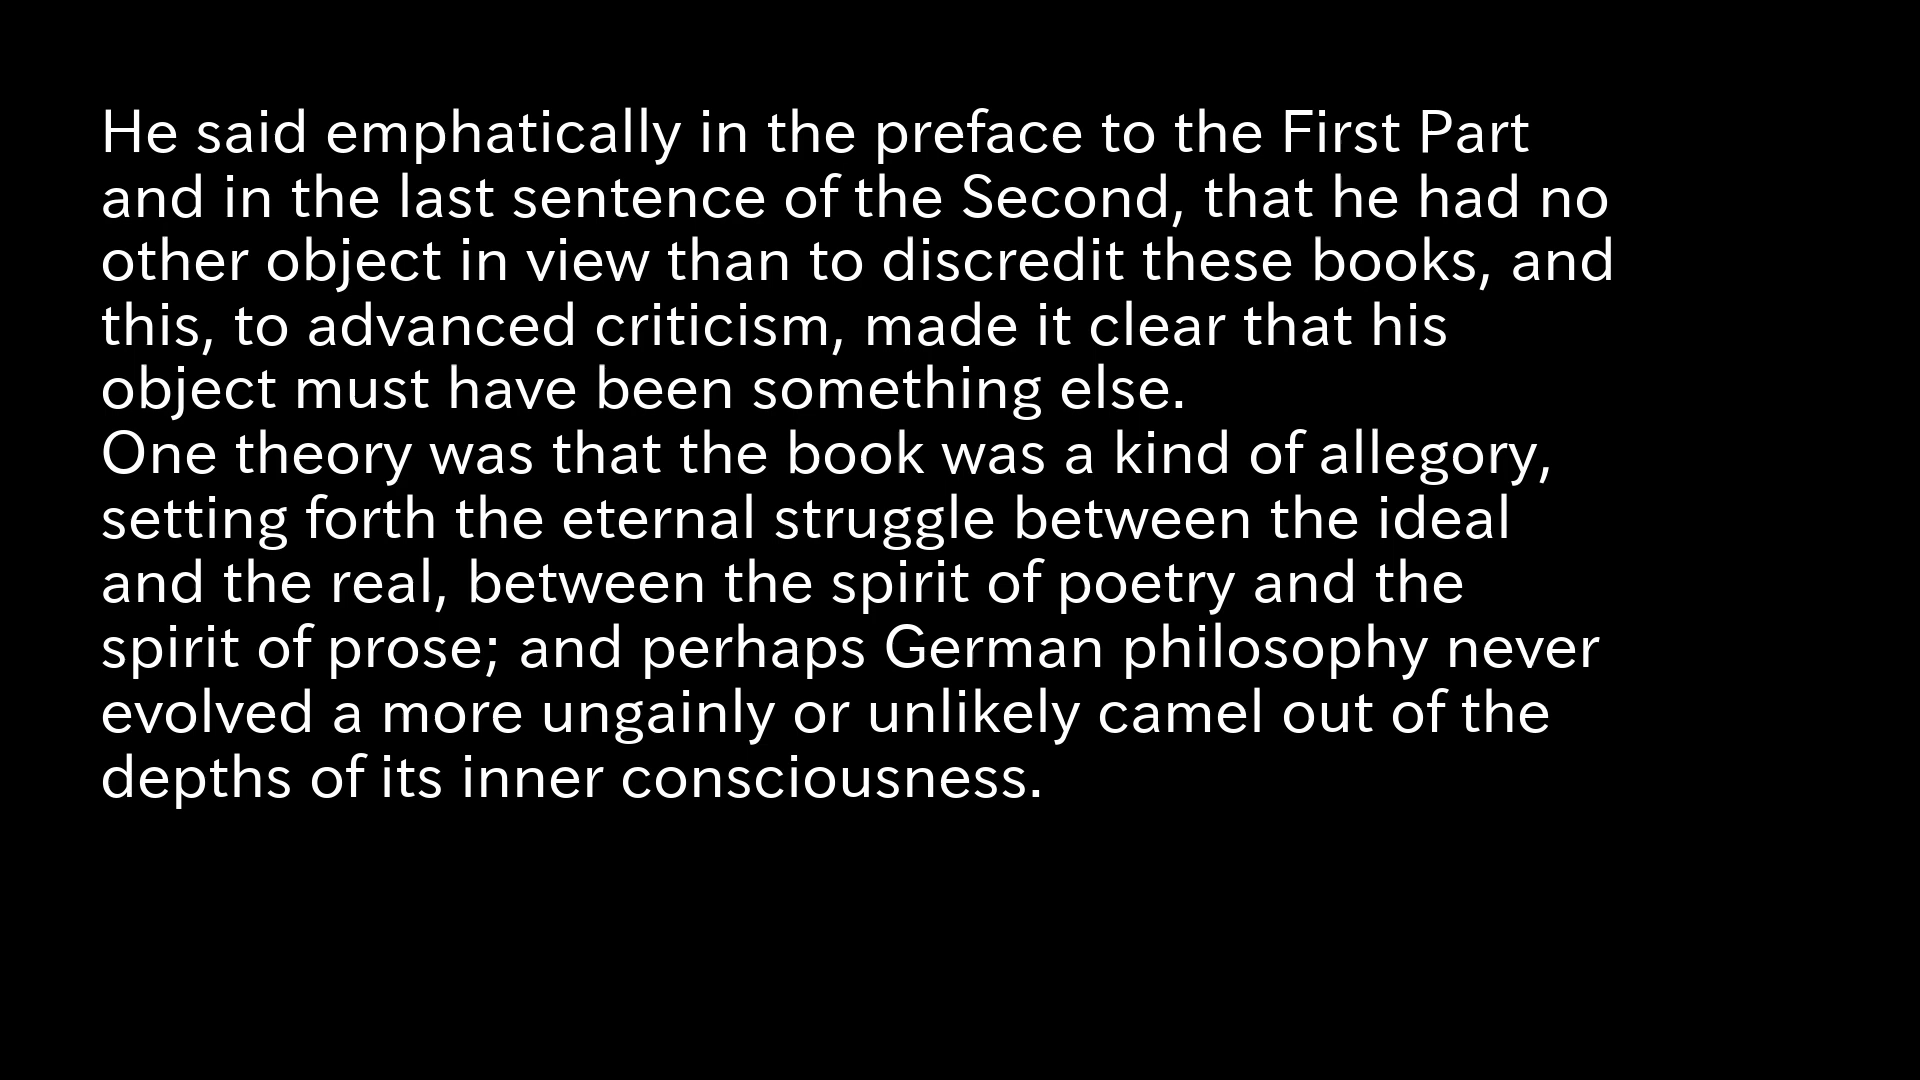 He said emphatically in the preface to the First Part
and in the last sentence of the Second, that he had no
other object in view than to discredit these books, and
this, to advanced criticism, made it clear that his
object must have been something else.
One theory was that the book was a kind of allegory,
setting forth the eternal struggle between the ideal
and the real, between the spirit of poetry and the
spirit of prose; and perhaps German philosophy never
evolved a more ungainly or unlikely camel out of the
depths of its inner consciousness.